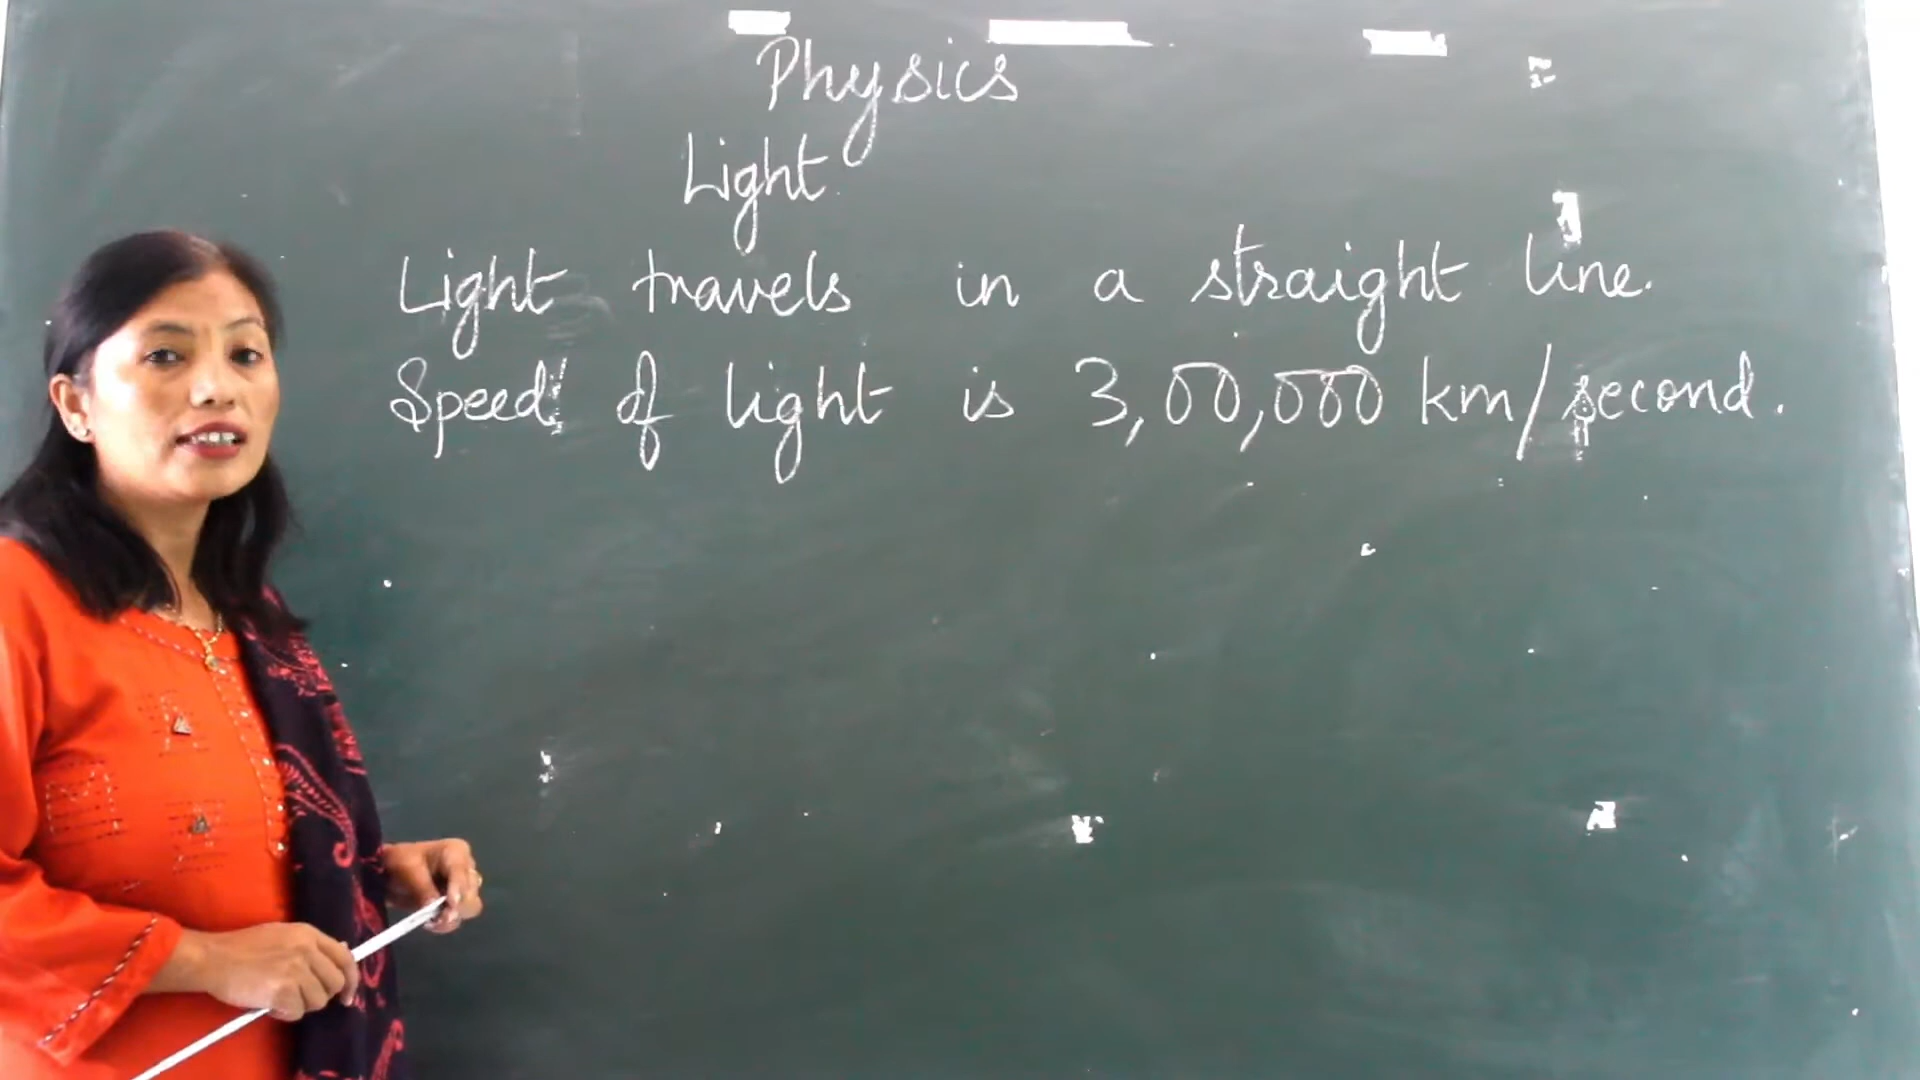 Physics
Light
Light travels in a straight line.
Speed of light is 3,00,000 km/second.